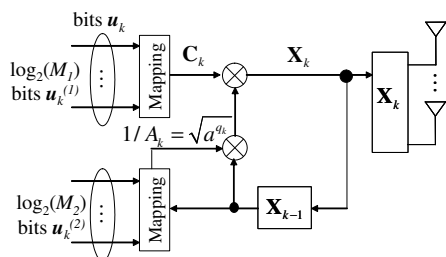 bits u_k
log_2(M_1)
bits u_k^(1)
Mapping
C_k
X_k
X_k
1/A_k = √a^{q_k}
log_2(M_2)
bits u_k^(2)
Mapping
X_{k-1}